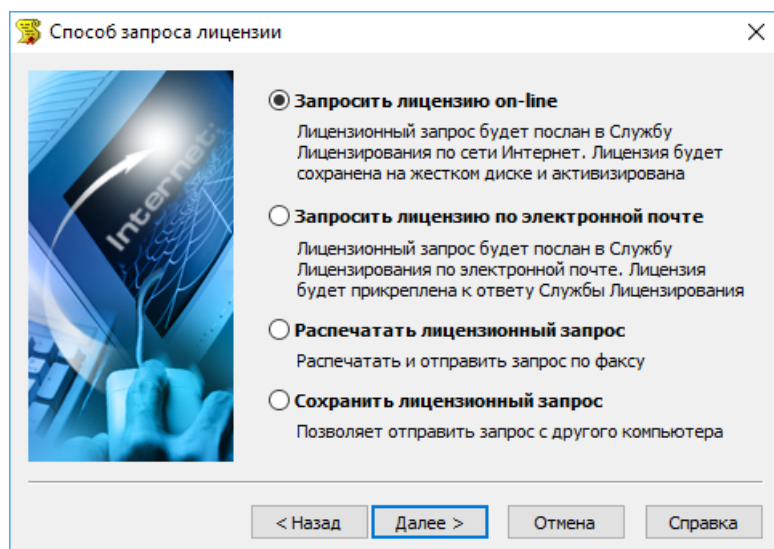 Способ запроса лицензии
Запросить лицензию on-line
Лицензионный запрос будет послан в Службу
Лицензирования по сети Интернет. Лицензия будет
сохранена на жестком диске и активизирована
Запросить лицензию по электронной почте
Лицензионный запрос будет послан в Службу
Лицензирования по электронной почте. Лицензия
будет прикреплена к ответу Службы Лицензирования
Распечатать лицензионный запрос
Распечатать и отправить запрос по факсу
Сохранить лицензионный запрос
Позволяет отправить запрос с другого компьютера
Internet:
< Назад
Далее >
Отмена
Справка